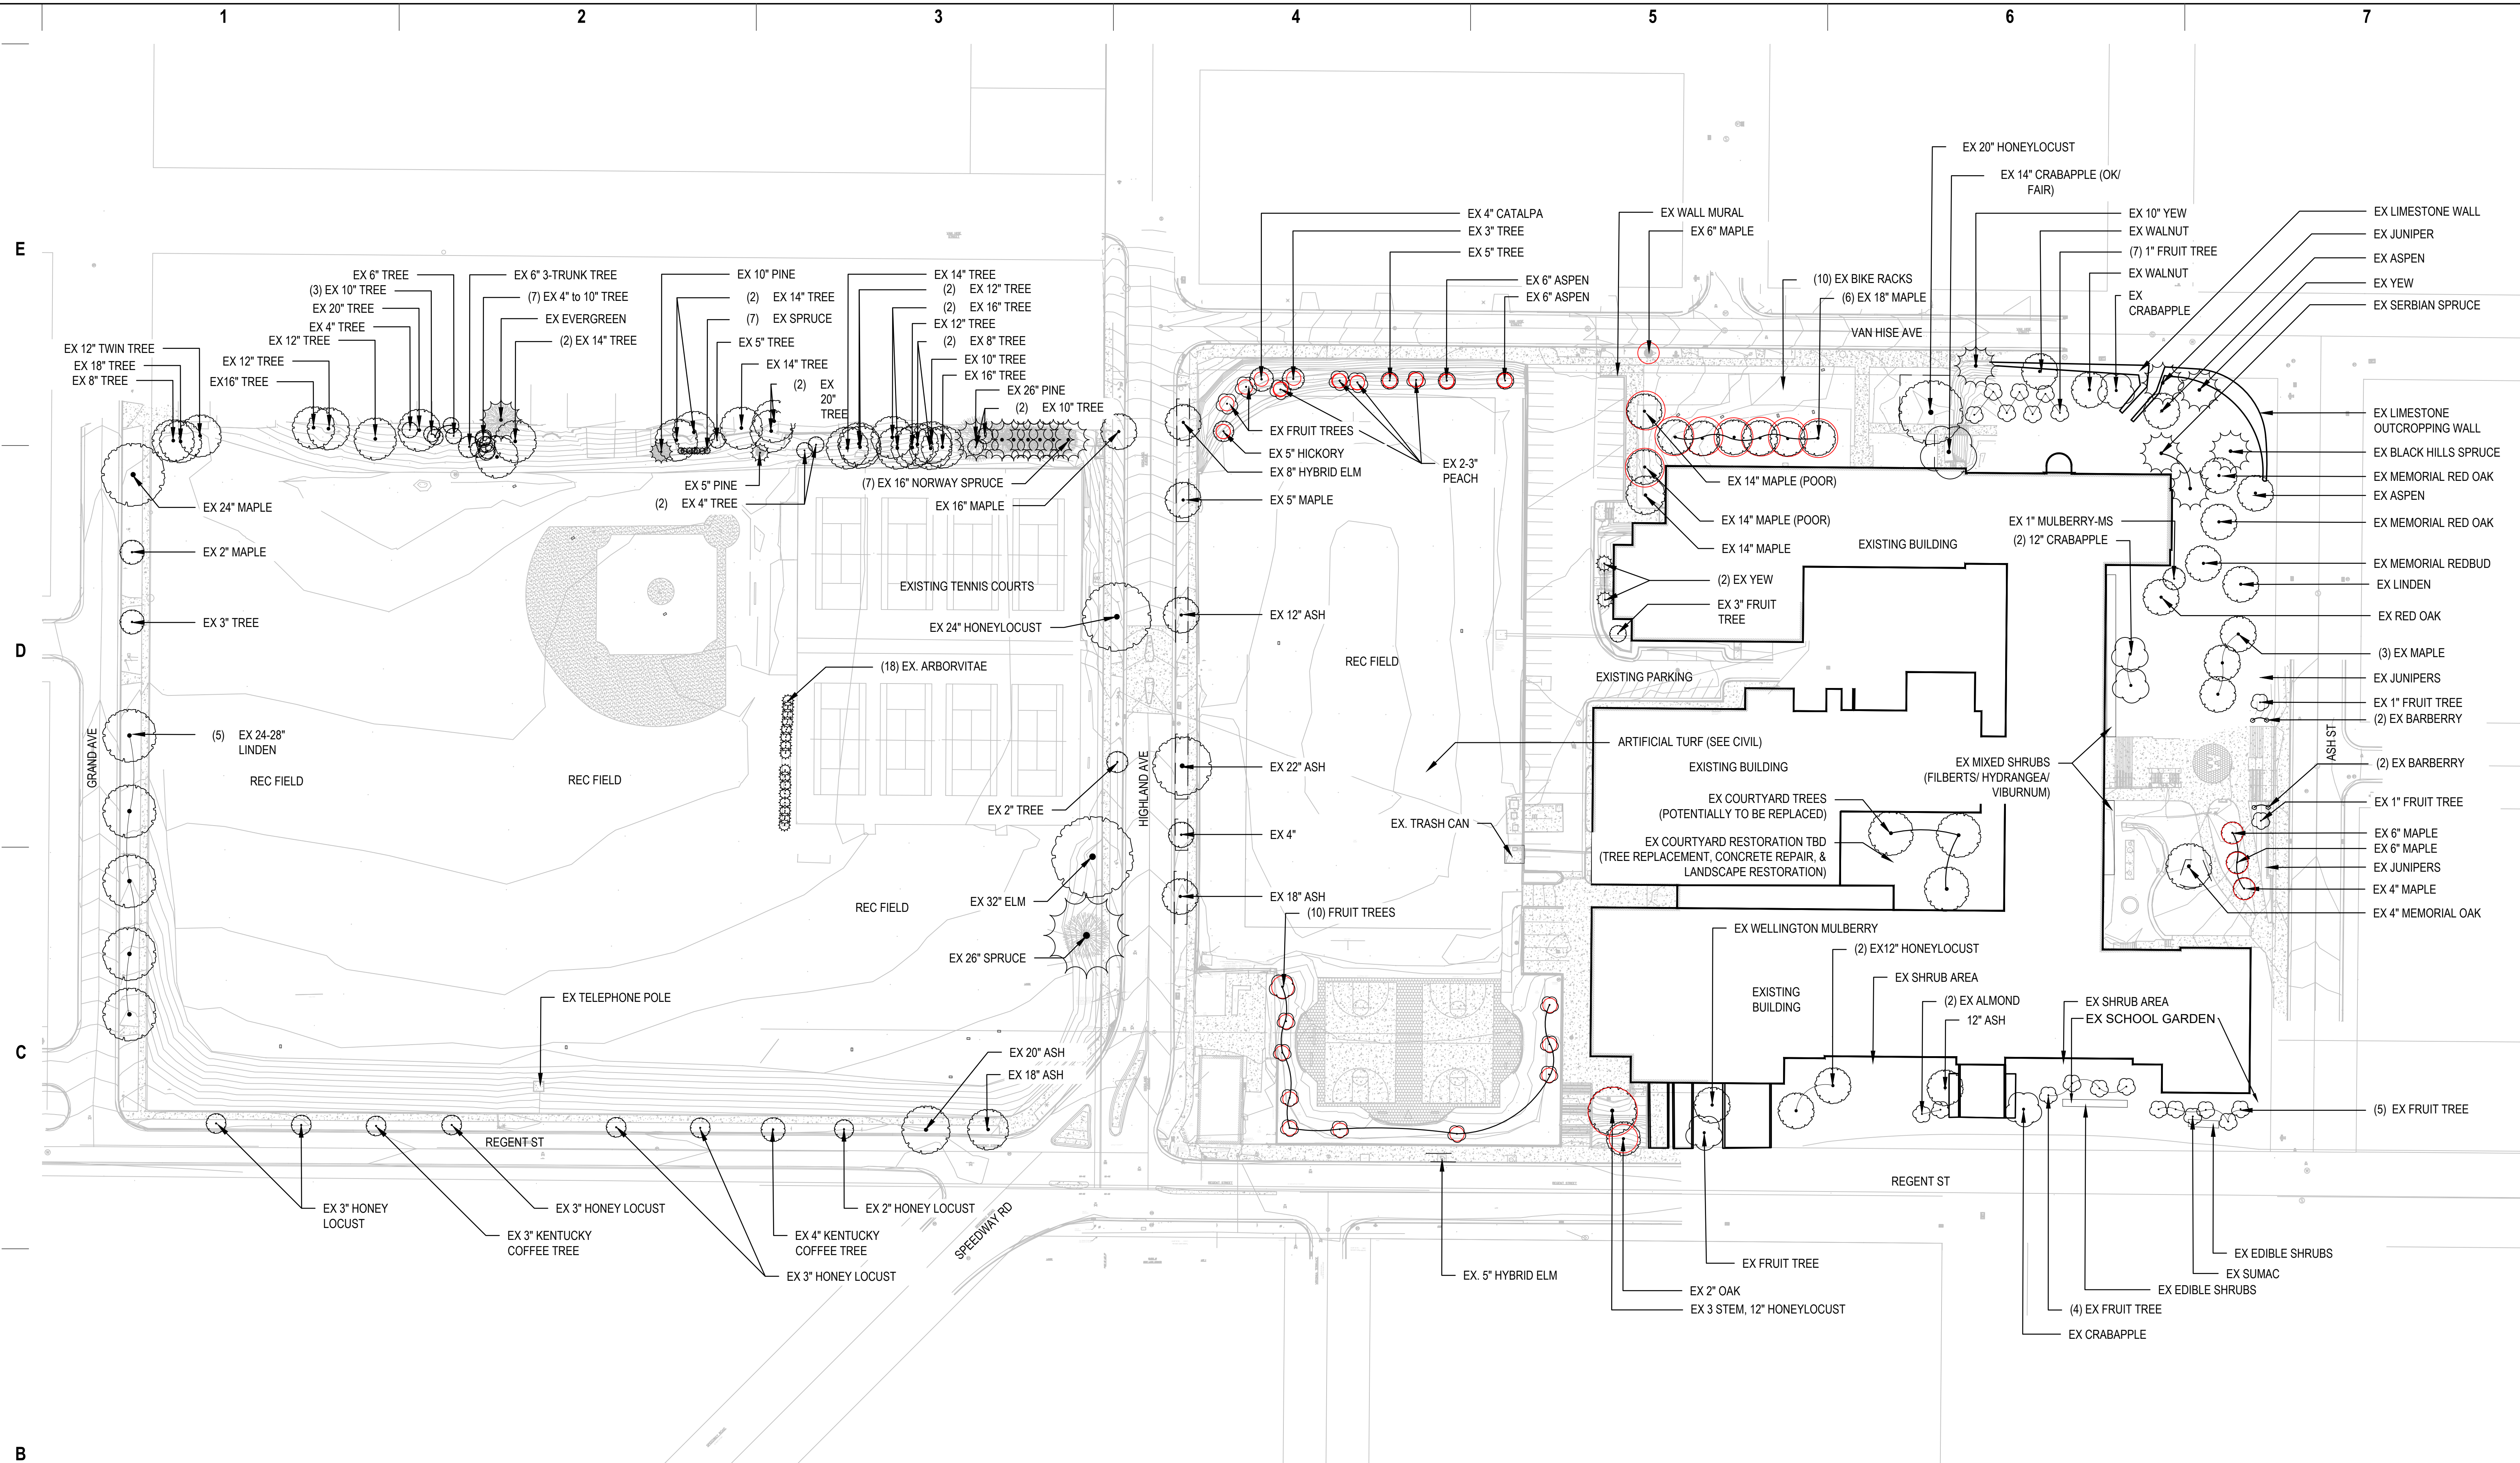 1 2 3 4 5 6 7
E
D
C
B
EX 6" TREE
(3) EX 10" TREE
EX 20" TREE
EX 4" TREE
EX 12" TREE
EX 12" TWIN TREE
EX 18" TREE
EX 8" TREE
EX 12" TREE
EX16" TREE
EX 6" 3-TRUNK TREE
(7) EX 4" to 10" TREE
EX EVERGREEN
(2) EX 14" TREE
EX 10" PINE
(2) EX 14" TREE
(7) EX SPRUCE
EX 5" TREE
EX 14" TREE
(2) EX
20"
TREE
EX 14" TREE
(2) EX 12" TREE
(2) EX 16" TREE
EX 12" TREE
(2) EX 8" TREE
EX 10" TREE
EX 16" TREE
EX 26" PINE
(2) EX 10" TREE
EX 5" PINE
(2) EX 4" TREE
(7) EX 16" NORWAY SPRUCE
EX 16" MAPLE
EX 24" MAPLE
EX 2" MAPLE
EX 3" TREE
(5) EX 24-28"
LINDEN
GRAND AVE
REC FIELD
REC FIELD
REC FIELD
EXISTING TENNIS COURTS
EX 24" HONEYLOCUST
(18) EX. ARBORVITAE
EX 2" TREE
HIGHLAND AVE
EX 32" ELM
EX 26" SPRUCE
EX TELEPHONE POLE
EX 20" ASH
EX 18" ASH
REGENT ST
EX 3" HONEY
LOCUST
EX 3" KENTUCKY
COFFEE TREE
EX 3" HONEY LOCUST
EX 2" HONEY LOCUST
EX 4" KENTUCKY
COFFEE TREE
EX 3" HONEY LOCUST
SPEEDWAY RD
EX 4" CATALPA
EX 3" TREE
EX 5" TREE
EX 6" ASPEN
EX 6" ASPEN
EX FRUIT TREES
EX 5" HICKORY
EX 8" HYBRID ELM
EX 5" MAPLE
EX 2-3"
PEACH
EX 12" ASH
REC FIELD
EX 22" ASH
EX 4"
EX 18" ASH
(10) FRUIT TREES
EX. TRASH CAN
ARTIFICIAL TURF (SEE CIVIL)
EX. 5" HYBRID ELM
EX WALL MURAL
EX 6" MAPLE
(10) EX BIKE RACKS
(6) EX 18" MAPLE
VAN HISE AVE
EX 14" MAPLE (POOR)
EX 14" MAPLE (POOR)
EX 14" MAPLE
(2) EX YEW
EX 3" FRUIT
TREE
EXISTING PARKING
EXISTING BUILDING
EXISTING BUILDING
EX COURTYARD TREES
(POTENTIALLY TO BE REPLACED)
EX COURTYARD RESTORATION TBD
(TREE REPLACEMENT, CONCRETE REPAIR, &
LANDSCAPE RESTORATION)
EX WELLINGTON MULBERRY
(2) EX12" HONEYLOCUST
EX SHRUB AREA
EXISTING
BUILDING
(2) EX ALMOND
12" ASH
EX SHRUB AREA
EX SCHOOL GARDEN
REGENT ST
EX FRUIT TREE
EX 2" OAK
EX 3 STEM, 12" HONEYLOCUST
EX EDIBLE SHRUBS
EX SUMAC
EX EDIBLE SHRUBS
(4) EX FRUIT TREE
EX CRABAPPLE
(5) EX FRUIT TREE
EX 20" HONEYLOCUST
EX 14" CRABAPPLE (OK/
FAIR)
EX 10" YEW
EX WALNUT
(7) 1" FRUIT TREE
EX WALNUT
EX
CRABAPPLE
EX LIMESTONE WALL
EX JUNIPER
EX ASPEN
EX YEW
EX SERBIAN SPRUCE
EX LIMESTONE
OUTCROPPING WALL
EX BLACK HILLS SPRUCE
EX MEMORIAL RED OAK
EX ASPEN
EX MEMORIAL RED OAK
EX 1" MULBERRY-MS
(2) 12" CRABAPPLE
EX MEMORIAL REDBUD
EX LINDEN
EX RED OAK
(3) EX MAPLE
EX JUNIPERS
EX 1" FRUIT TREE
(2) EX BARBERRY
ASH ST
EX MIXED SHRUBS
(FILBERTS/ HYDRANGEA/
VIBURNUM)
(2) EX BARBERRY
EX 1" FRUIT TREE
EX 6" MAPLE
EX 6" MAPLE
EX JUNIPERS
EX 4" MAPLE
EX 4" MEMORIAL OAK